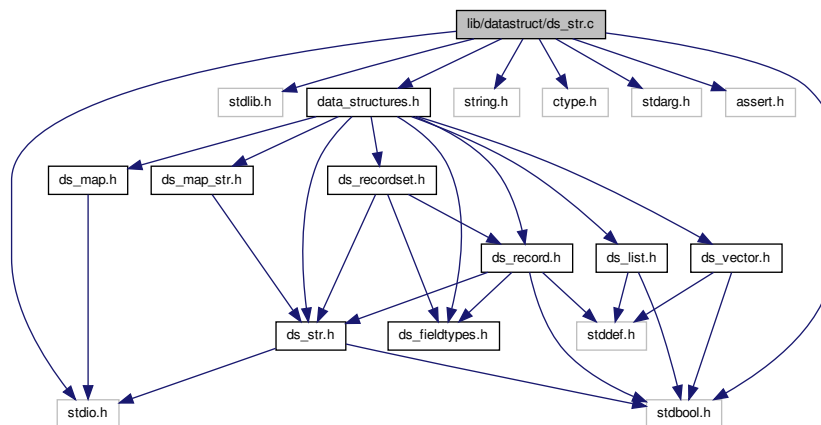 lib/datastruct/ds_str.c
stdlib.h
data_structures.h
string.h
ctype.h
stdarg.h
assert.h
ds_map.h
ds_map_str.h
ds_recordset.h
ds_record.h
ds_list.h
ds_vector.h
ds_str.h
ds_fieldtypes.h
stddef.h
stdio.h
stdbool.h